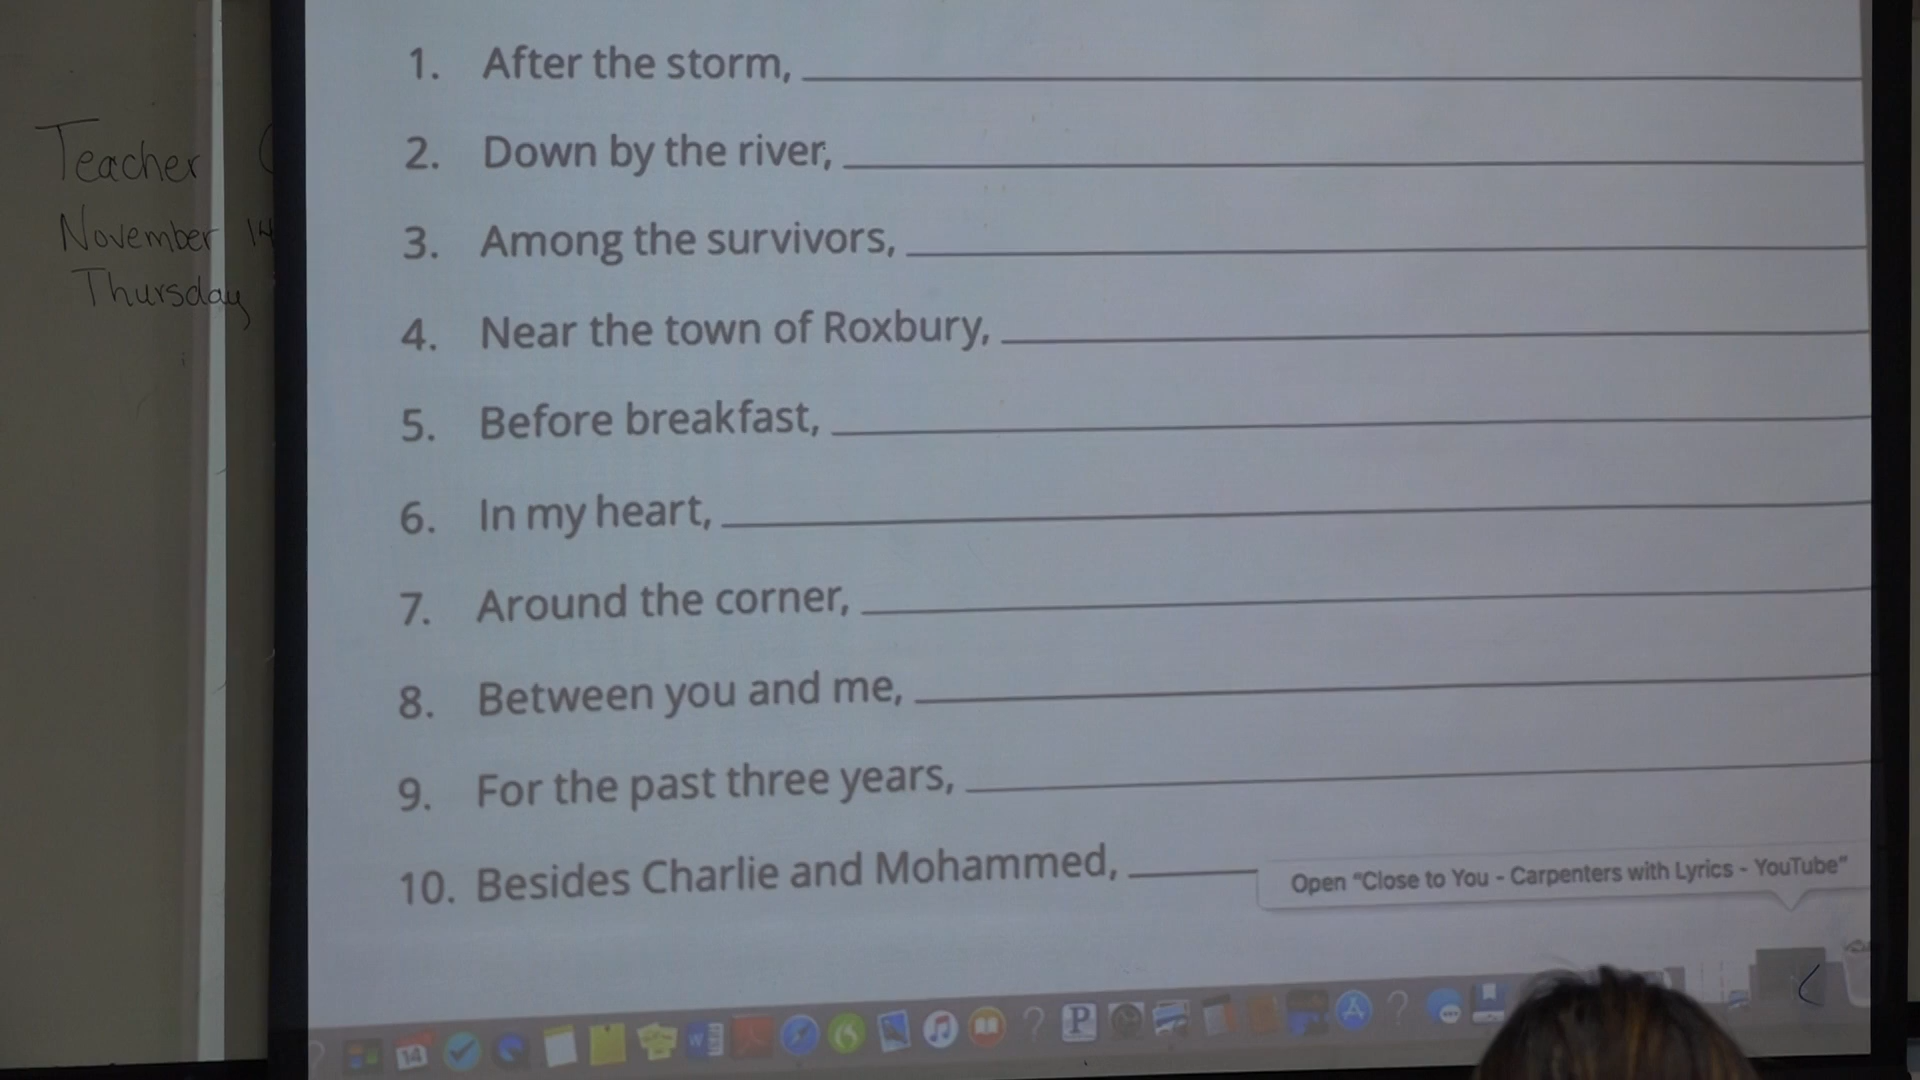 Teacher
November 14
Thursday
1. After the storm,
2. Down by the river,
3. Among the survivors,
4. Near the town of Roxbury,
5. Before breakfast,
6. In my heart,
7. Around the corner,
8. Between you and me,
9. For the past three years,
10. Besides Charlie and Mohammed,
Open “Close to You - Carpenters with Lyrics - YouTube”
14
P